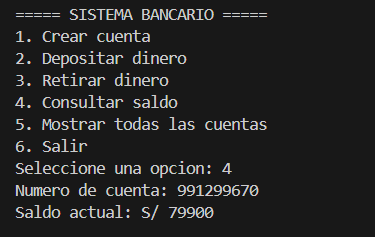 ===== SISTEMA BANCARIO =====
1. Crear cuenta
2. Depositar dinero
3. Retirar dinero
4. Consultar saldo
5. Mostrar todas las cuentas
6. Salir
Seleccione una opcion: 4
Numero de cuenta: 991299670
Saldo actual: S/ 79900